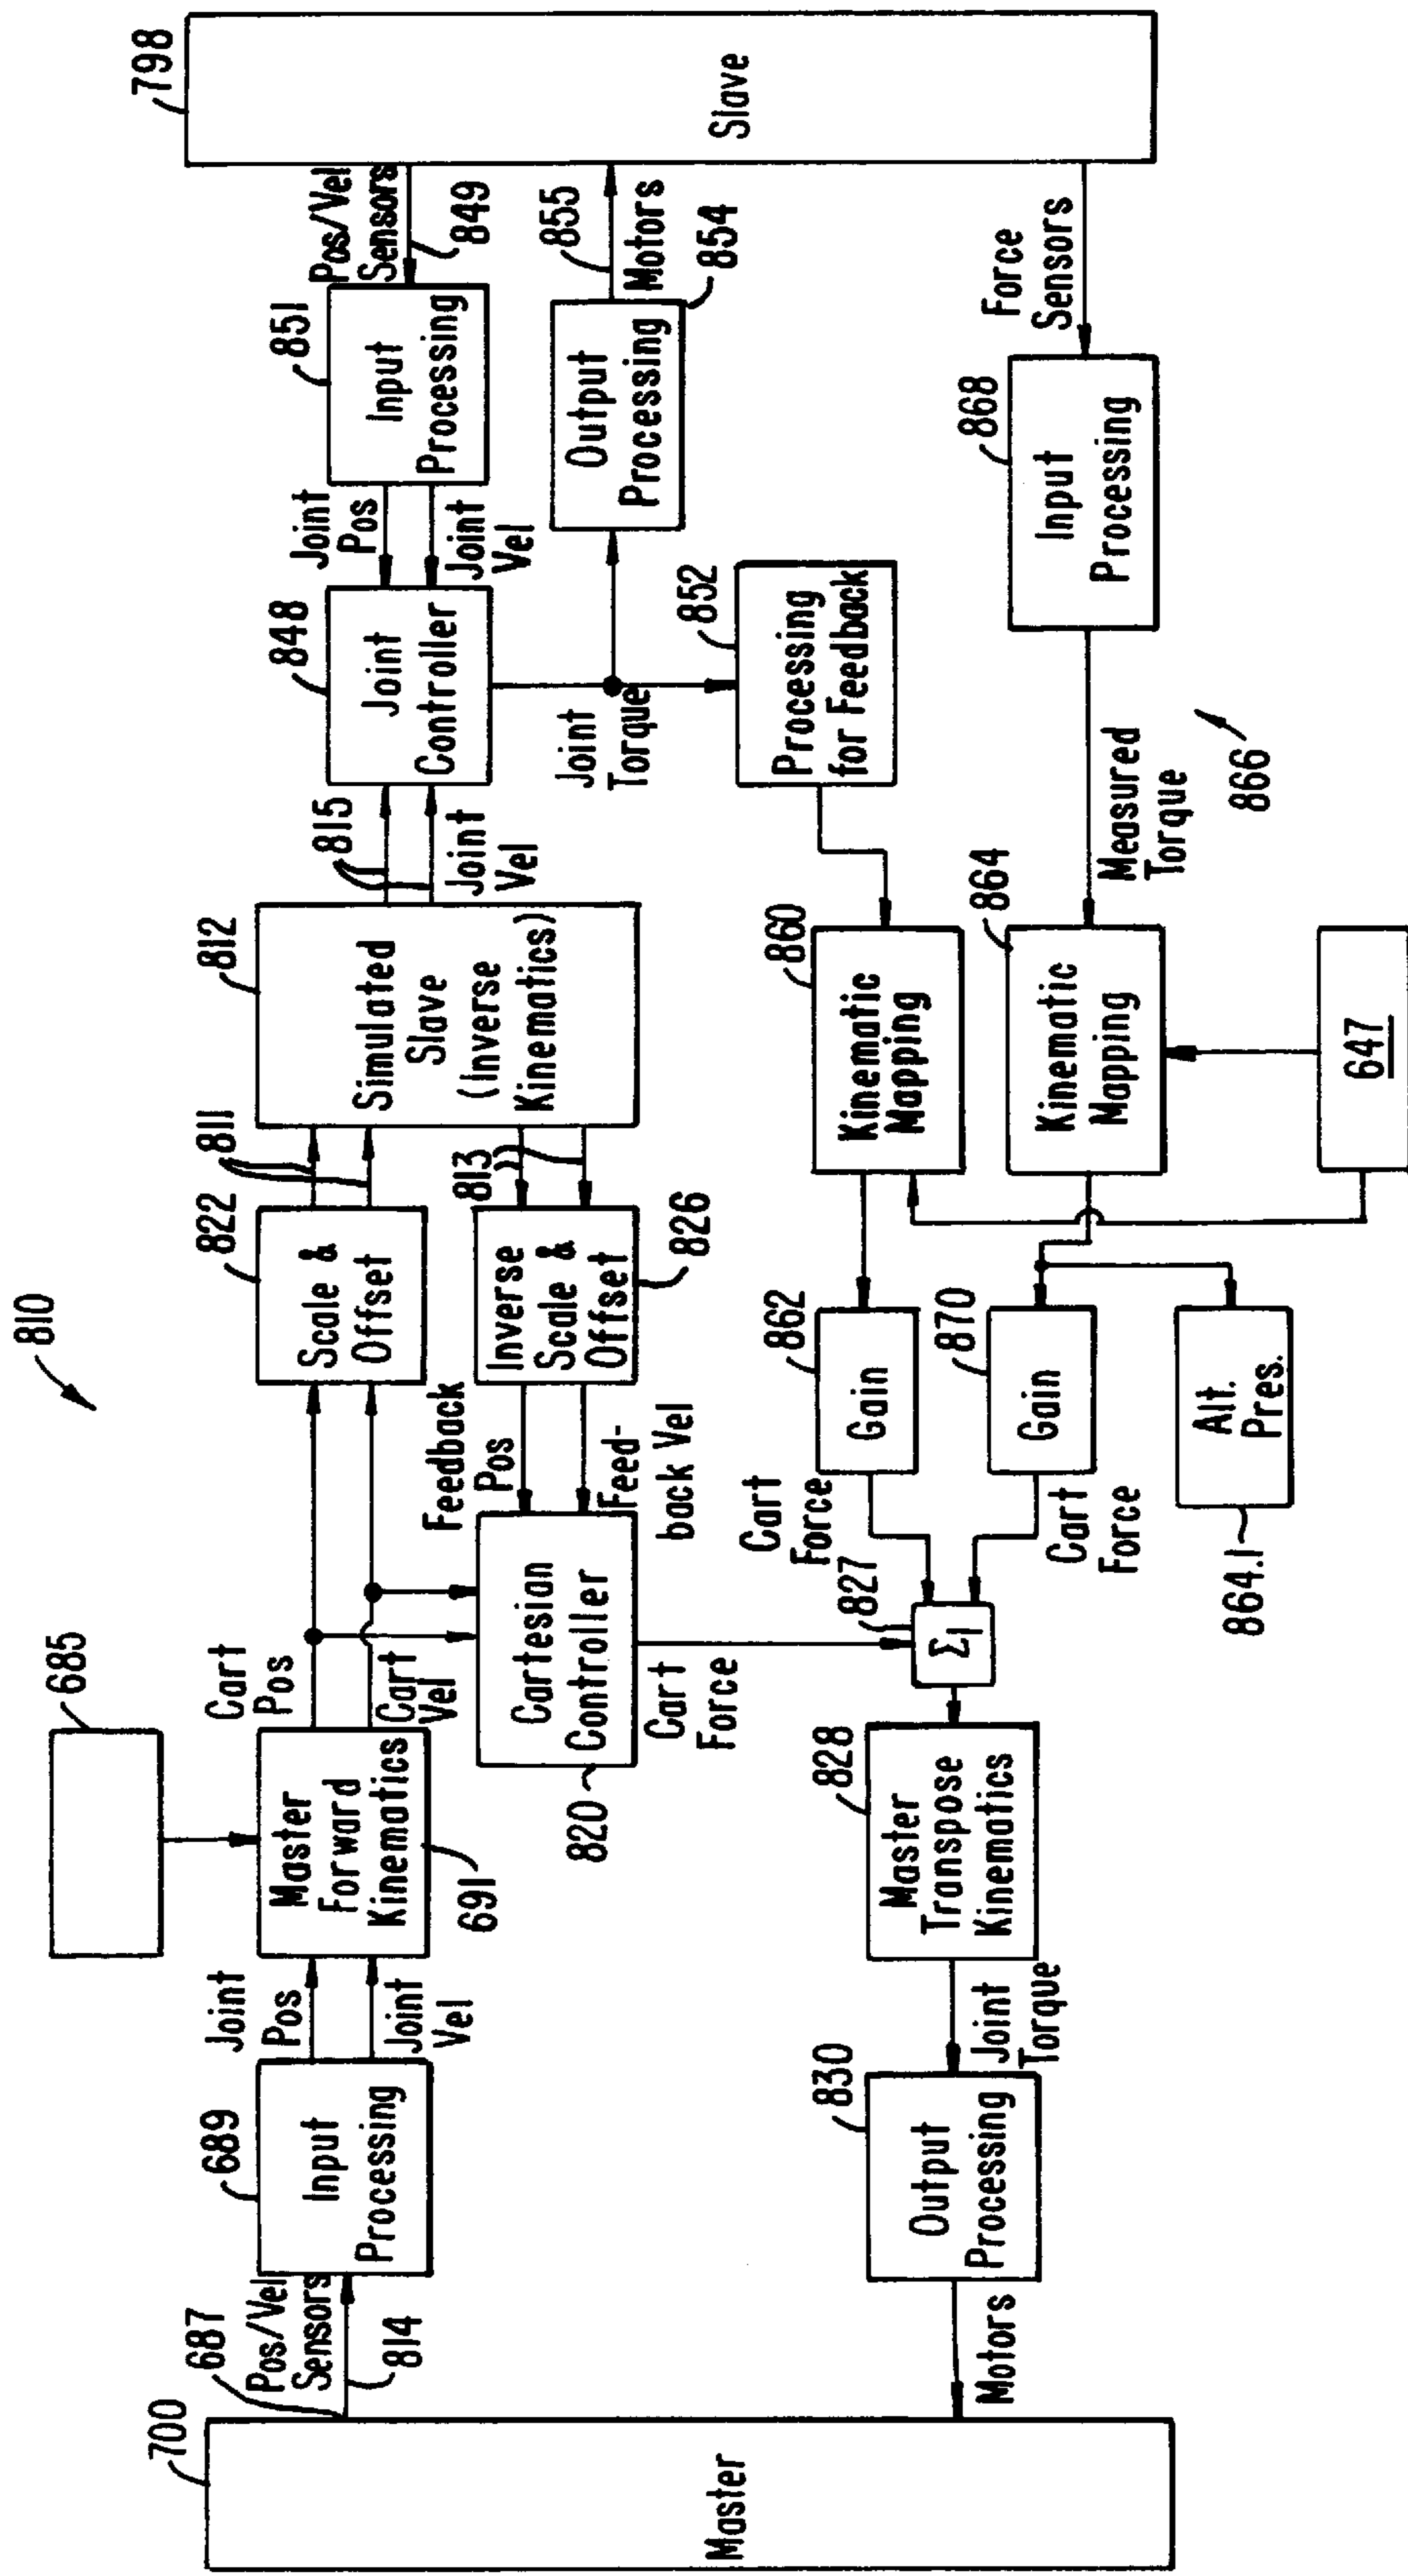 810
700
Master
687
Pos/Vel
Sensors
814
689
Input
Processing
Joint
Pos
Joint
Vel
685
Master
Forward
Kinematics
691
Cart
Pos
Cart
Vel
822
Scale &
Offset
811
812
Simulated
Slave
(Inverse
Kinematics)
815
Joint
Vel
848
Joint
Controller
Joint
Pos
Joint
Vel
851
Input
Processing
Pos/Vel
Sensors
849
798
Slave
820
Cartesian
Controller
Feedback
Pos
Feed-
back Vel
Inverse
Scale &
Offset
826
813
Joint
Torque
Output
Processing
854
855
Motors
852
Processing
for Feedback
Cart
Force
827
Σ1
Cart
Force
862
Gain
860
Kinematic
Mapping
Cart
Force
870
Gain
864
Kinematic
Mapping
Measured
Torque
866
868
Input
Processing
Force
Sensors
828
Master
Transpose
Kinematics
Joint
Torque
830
Output
Processing
Motors
Alt.
Pres.
864.1
647